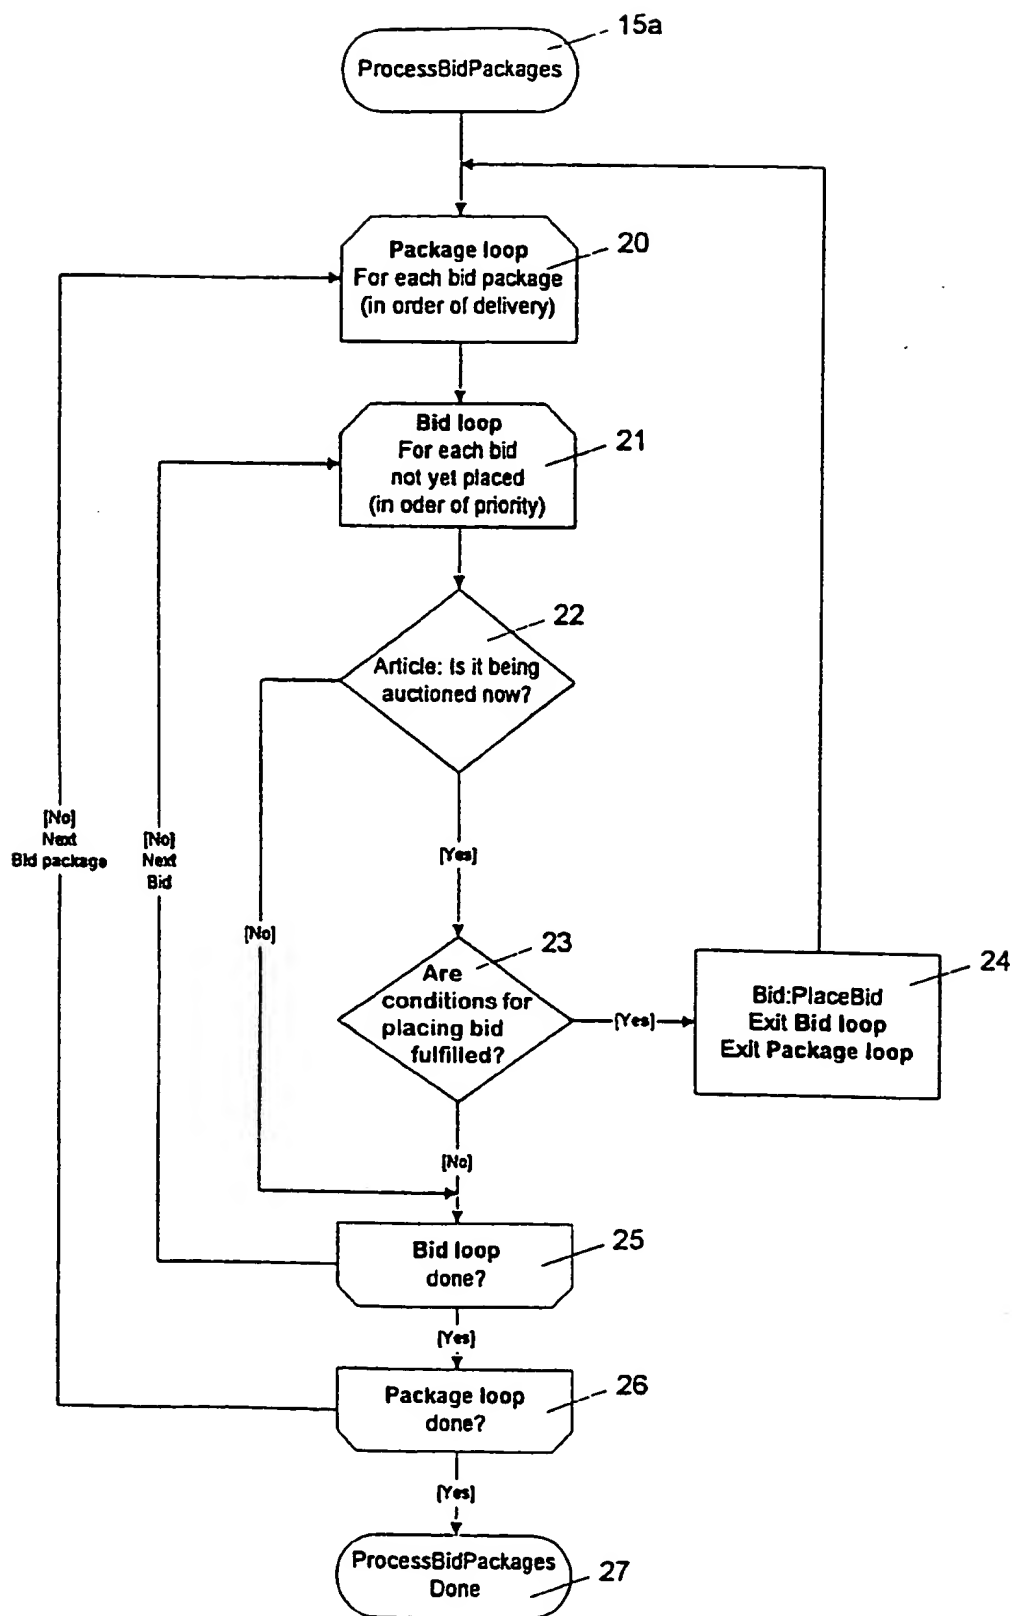 15a
ProcessBidPackages
20
Package loop
For each bid package
(in order of delivery)
21
Bid loop
For each bid
not yet placed
(in oder of priority)
22
Article: Is it being
auctioned now?
[No]
Next
Bid package
[No]
Next
Bid
[Yes]
[No]
23
Are
conditions for
placing bid
fulfilled?
[Yes]
24
Bid:PlaceBid
Exit Bid loop
Exit Package loop
[No]
25
Bid loop
done?
[Yes]
26
Package loop
done?
[Yes]
ProcessBidPackages
Done
27